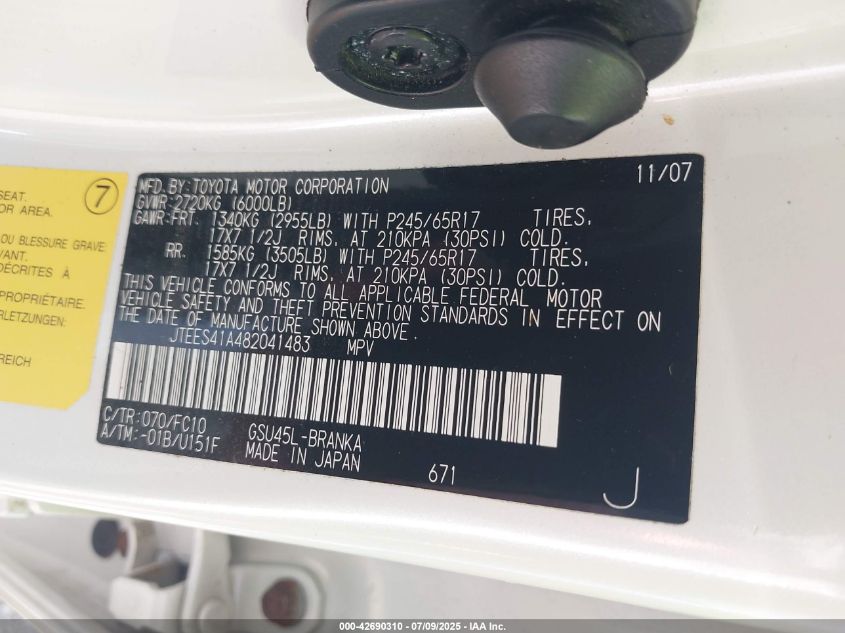 7
SEAT.
OR AREA.
OU BLESSURE GRAVE
VANT.
DÉCRITES À
PROPRIÉTAIRE.
RLETZUNGEN:
REICH
11/07
MFD. BY: TOYOTA MOTOR CORPORATION
GVWR: 2720KG (6000LB)
GAWR: FRT. 1340KG (2955LB) WITH P245/65R17 TIRES,
17X7 1/2J RIMS, AT 210KPA (30PSI) COLD.
RR. 1585KG (3505LB) WITH P245/65R17 TIRES,
17X7 1/2J RIMS, AT 210KPA (30PSI) COLD.
THIS VEHICLE CONFORMS TO ALL APPLICABLE FEDERAL MOTOR
VEHICLE SAFETY AND THEFT PREVENTION STANDARDS IN EFFECT ON
THE DATE OF MANUFACTURE SHOWN ABOVE.
JTEES41A482041483 MPV
C/TR: 070/FC10 GSU45L-BRANKA
A/TM: -01B/U151F MADE IN JAPAN
671
J
000-42690310 - 07/09/2025 - IAA Inc.